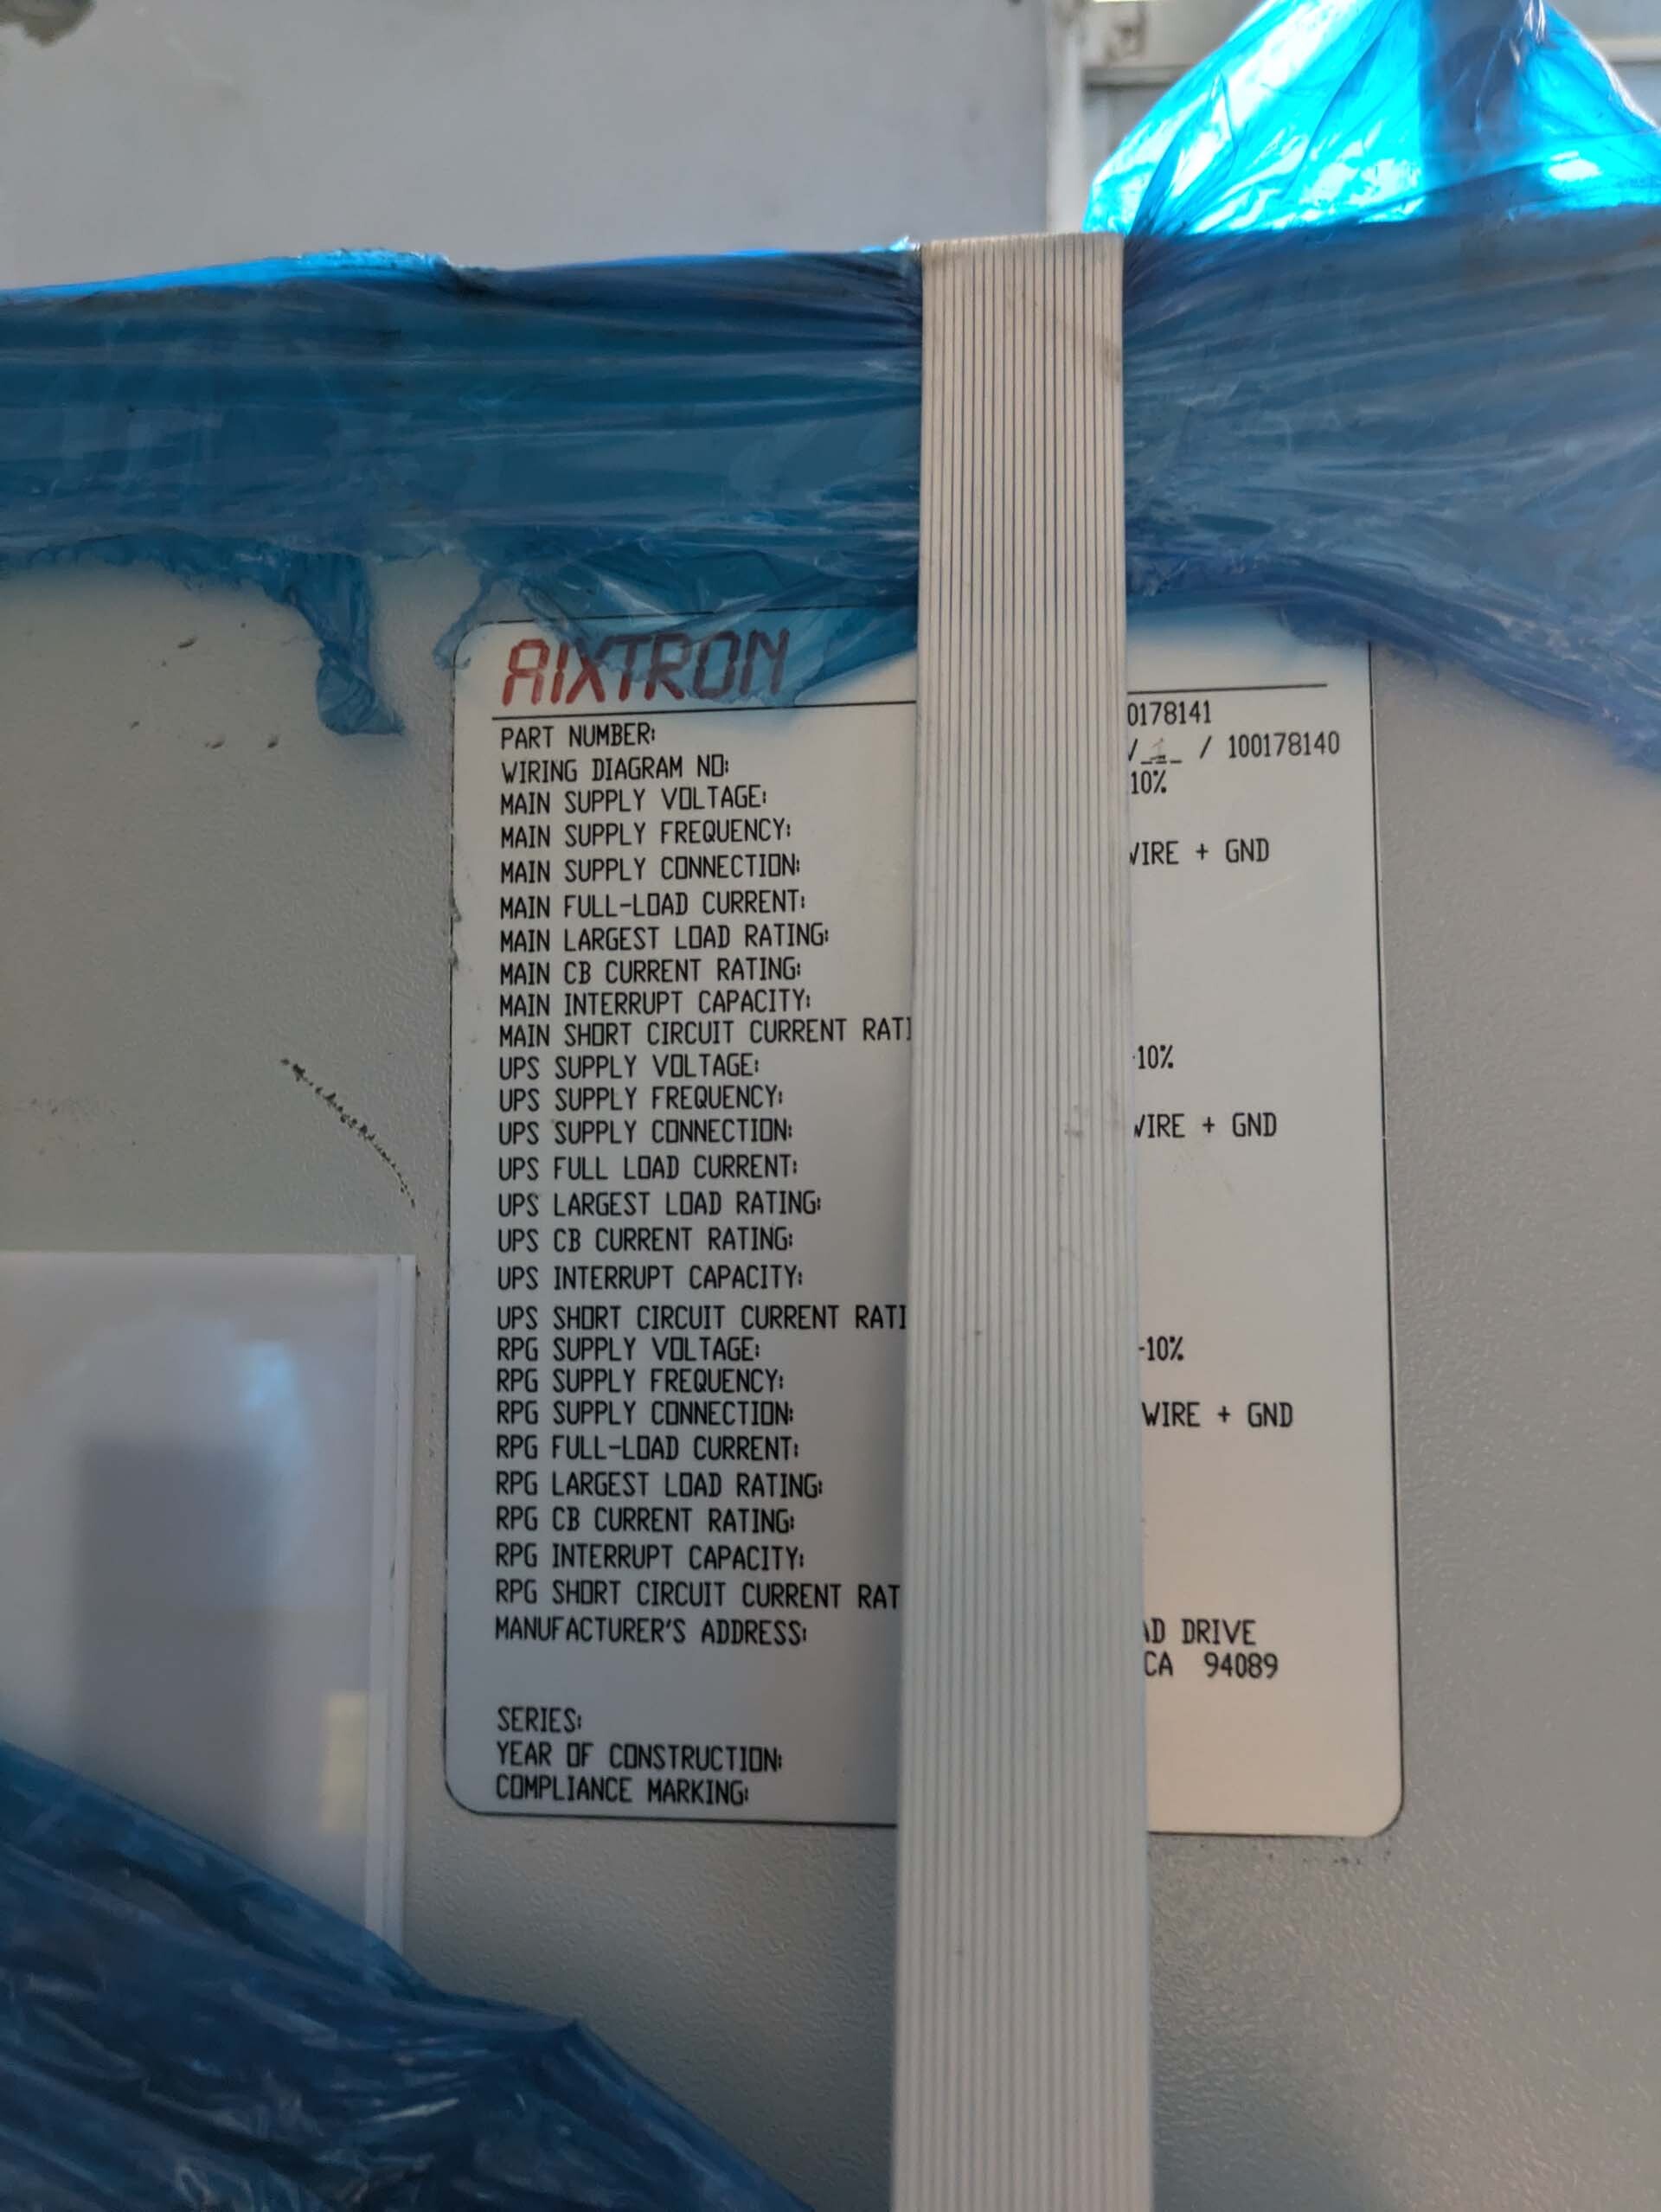 AIXTRON
PART NUMBER: 0178141
WIRING DIAGRAM NO: / 100178140
MAIN SUPPLY VOLTAGE: 10%
MAIN SUPPLY FREQUENCY:
MAIN SUPPLY CONNECTION: WIRE + GND
MAIN FULL-LOAD CURRENT:
MAIN LARGEST LOAD RATING:
MAIN CB CURRENT RATING:
MAIN INTERRUPT CAPACITY:
MAIN SHORT CIRCUIT CURRENT RATI
UPS SUPPLY VOLTAGE: -10%
UPS SUPPLY FREQUENCY:
UPS SUPPLY CONNECTION: WIRE + GND
UPS FULL LOAD CURRENT:
UPS LARGEST LOAD RATING:
UPS CB CURRENT RATING:
UPS INTERRUPT CAPACITY:
UPS SHORT CIRCUIT CURRENT RATI
RPG SUPPLY VOLTAGE: -10%
RPG SUPPLY FREQUENCY:
RPG SUPPLY CONNECTION: WIRE + GND
RPG FULL-LOAD CURRENT:
RPG LARGEST LOAD RATING:
RPG CB CURRENT RATING:
RPG INTERRUPT CAPACITY:
RPG SHORT CIRCUIT CURRENT RAT
MANUFACTURER'S ADDRESS: AD DRIVE
CA 94089
SERIES:
YEAR OF CONSTRUCTION:
COMPLIANCE MARKING: